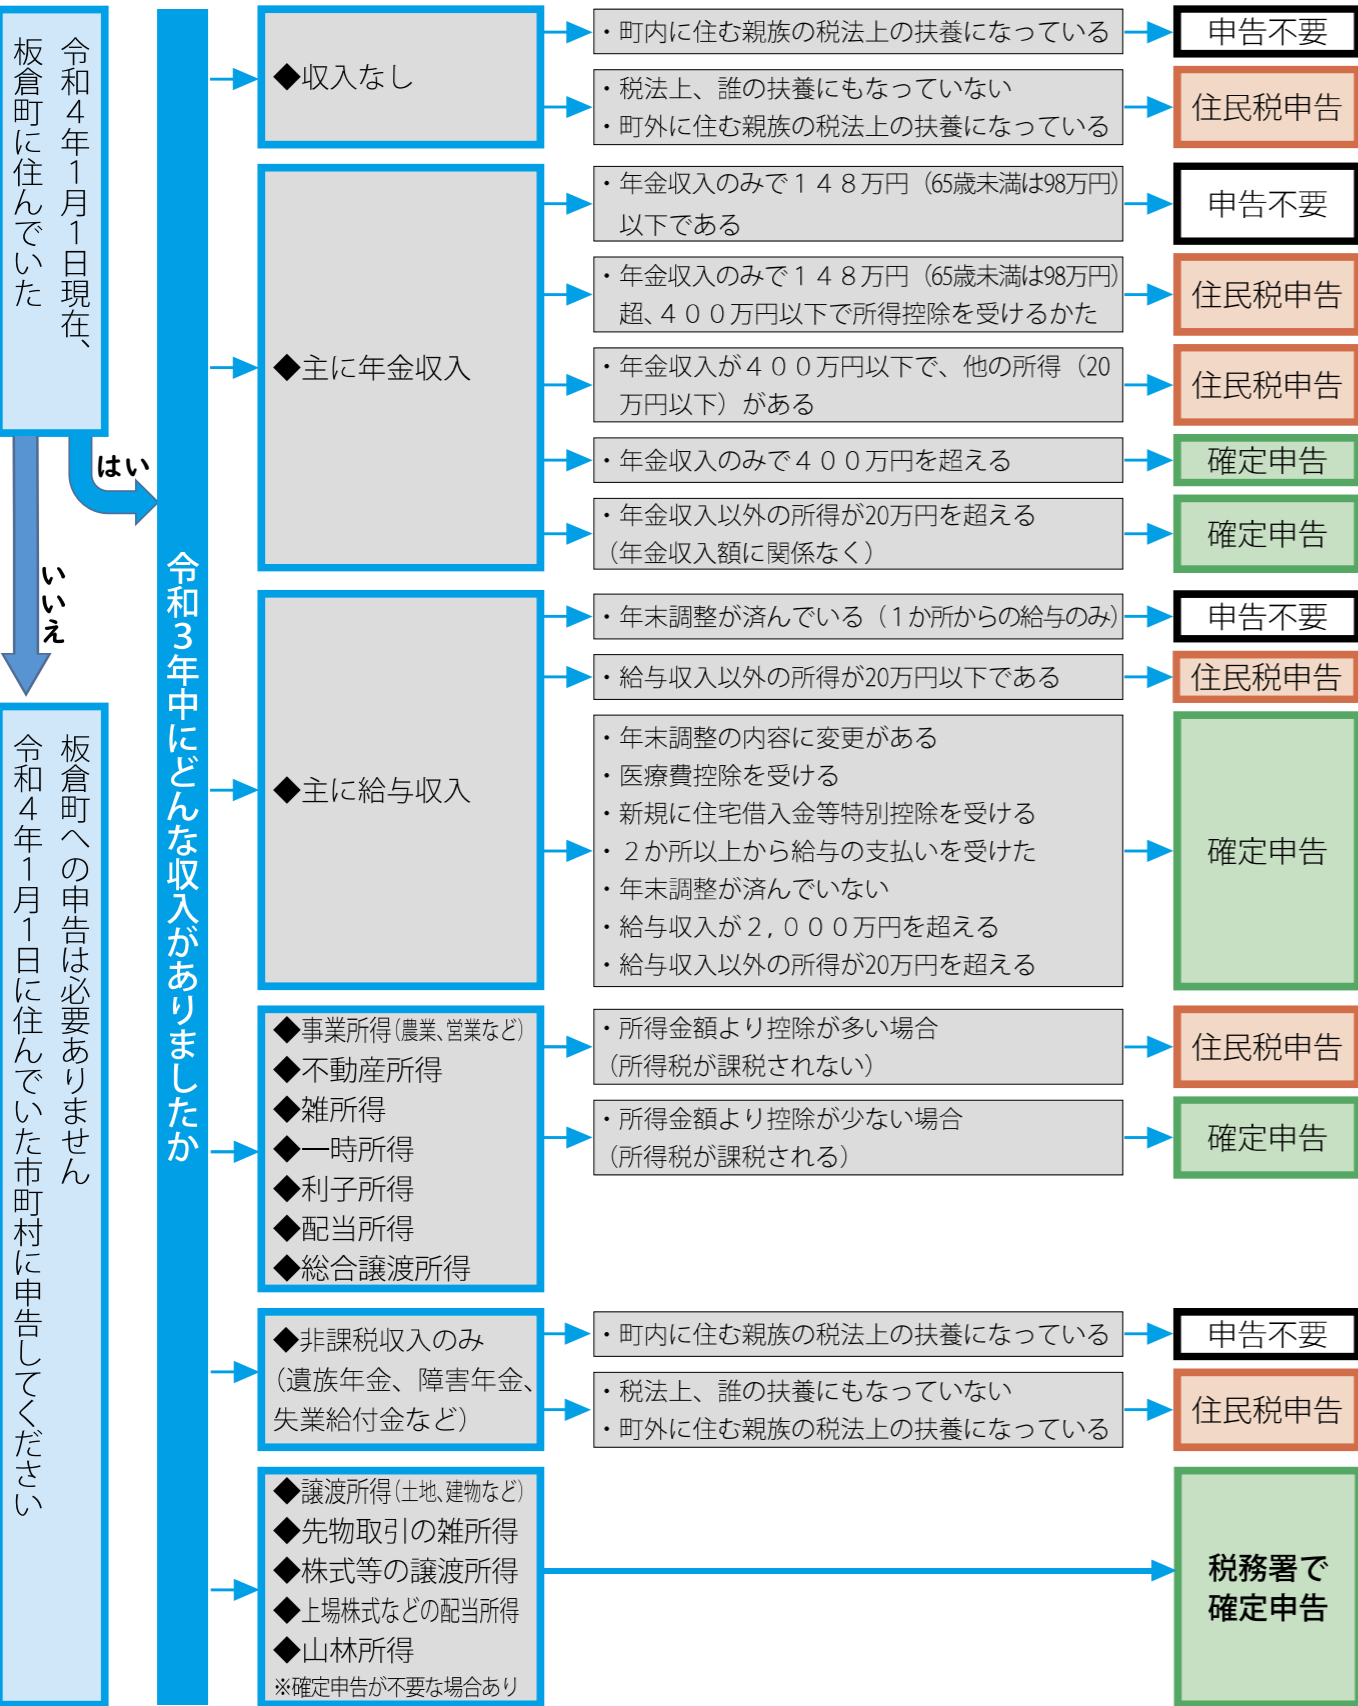 令和４年１月１日現在、
板倉町に住んでいた
はい
いいえ
板倉町への申告は必要ありません
令和４年１月１日に住んでいた市町村に申告してください
令和３年中にどんな収入がありましたか
◆収入なし
・町内に住む親族の税法上の扶養になっている
申告不要
・税法上、誰の扶養にもなっていない
・町外に住む親族の税法上の扶養になっている
住民税申告
◆主に年金収入
・年金収入のみで１４８万円（65歳未満は98万円）
以下である
申告不要
・年金収入のみで１４８万円（65歳未満は98万円）
超、４００万円以下で所得控除を受けるかた
住民税申告
・年金収入が４００万円以下で、他の所得（20
万円以下）がある
住民税申告
・年金収入のみで４００万円を超える
確定申告
・年金収入以外の所得が20万円を超える
（年金収入額に関係なく）
確定申告
◆主に給与収入
・年末調整が済んでいる（１か所からの給与のみ）
申告不要
・給与収入以外の所得が20万円以下である
住民税申告
・年末調整の内容に変更がある
・医療費控除を受ける
・新規に住宅借入金等特別控除を受ける
・２か所以上から給与の支払いを受けた
・年末調整が済んでいない
・給与収入が２,０００万円を超える
・給与収入以外の所得が20万円を超える
確定申告
◆事業所得（農業、営業など）
◆不動産所得
◆雑所得
◆一時所得
◆利子所得
◆配当所得
◆総合譲渡所得
・所得金額より控除が多い場合
（所得税が課税されない）
住民税申告
・所得金額より控除が少ない場合
（所得税が課税される）
確定申告
◆非課税収入のみ
（遺族年金、障害年金、
失業給付金など）
・町内に住む親族の税法上の扶養になっている
申告不要
・税法上、誰の扶養にもなっていない
・町外に住む親族の税法上の扶養になっている
住民税申告
◆譲渡所得（土地、建物など）
◆先物取引の雑所得
◆株式等の譲渡所得
◆上場株式などの配当所得
◆山林所得
※確定申告が不要な場合あり
税務署で
確定申告